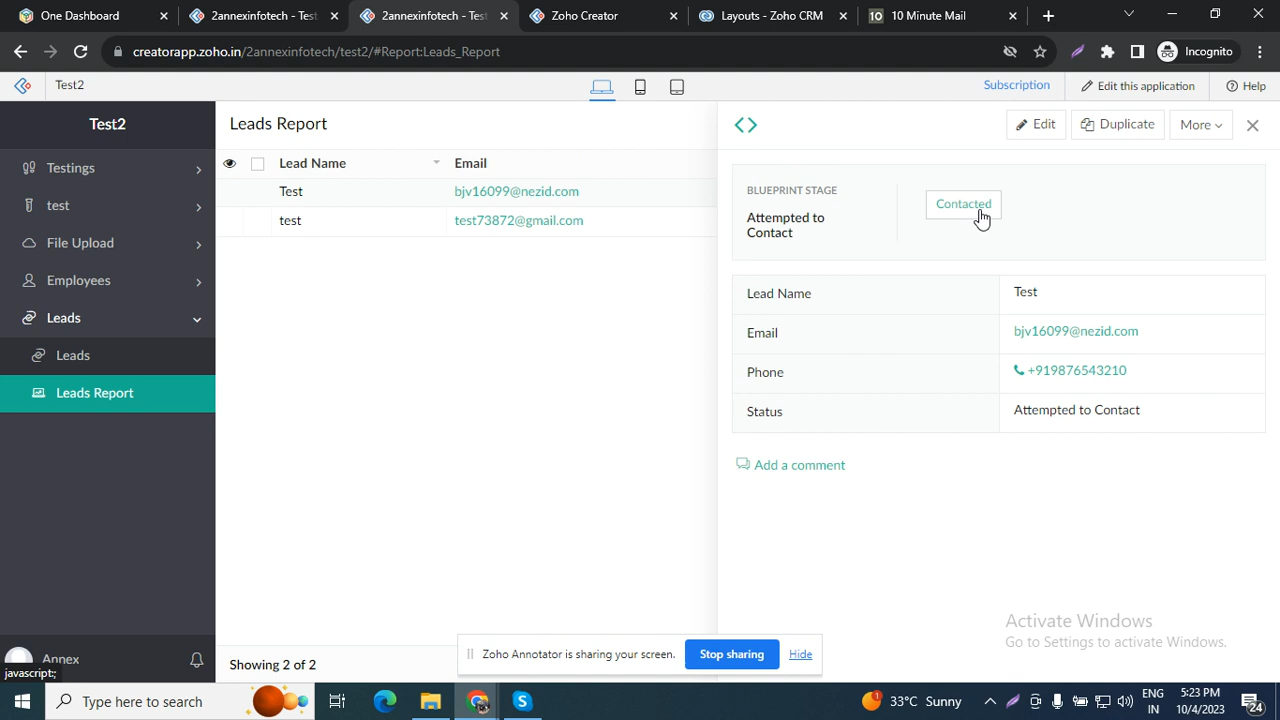 One Dashboard
2annexinfotech - Test
2annexinfotech - Test
Zoho Creator
Layouts - Zoho CRM
10 10 Minute Mail
creatorapp.zoho.in/2annexinfotech/test2/#Report:Leads_Report
Incognito
Test2
Subscription
Edit this application
Help
Test2
Testings
test
File Upload
Employees
Leads
Leads
Leads Report
Annex
javascript:;
Leads Report
Lead Name Email
Test bjv16099@nezid.com
test test73872@gmail.com
Showing 2 of 2
Edit
Duplicate
More
BLUEPRINT STAGE
Attempted to
Contact
Contacted
Lead Name Test
Email bjv16099@nezid.com
Phone +919876543210
Status Attempted to Contact
Add a comment
Activate Windows
Go to Settings to activate Windows.
Zoho Annotator is sharing your screen.
Stop sharing
Hide
Type here to search
1
33°C Sunny
ENG
IN
5:23 PM
10/4/2023
24